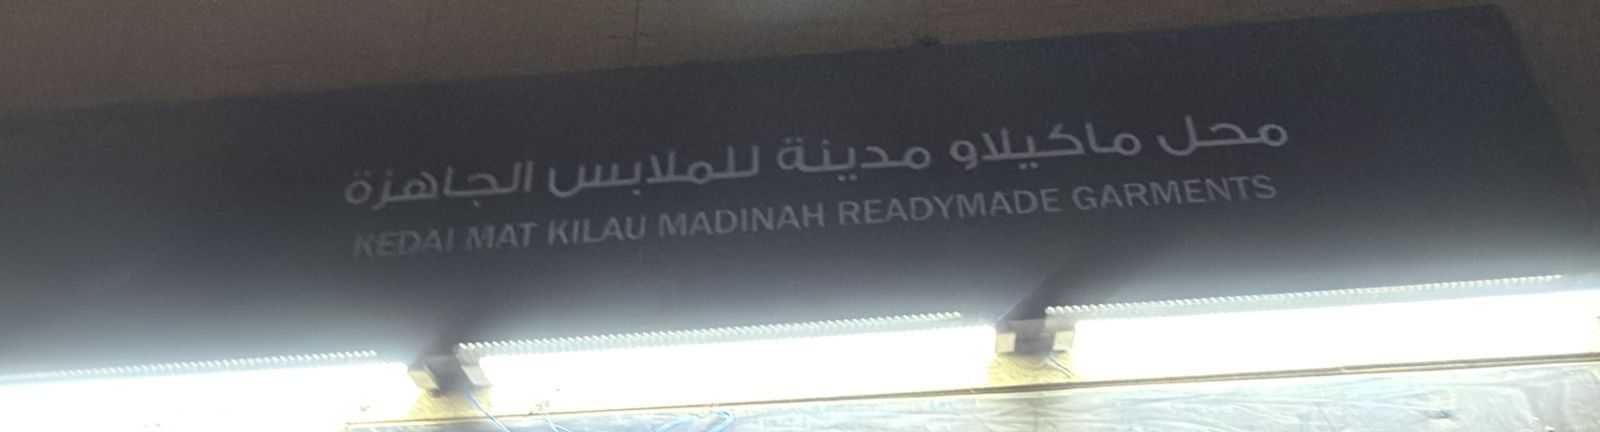 محل ماكيلاو مدينة للملابس الجاهزة
KEDAI MAT KILAU MADINAH READYMADE GARMENTS